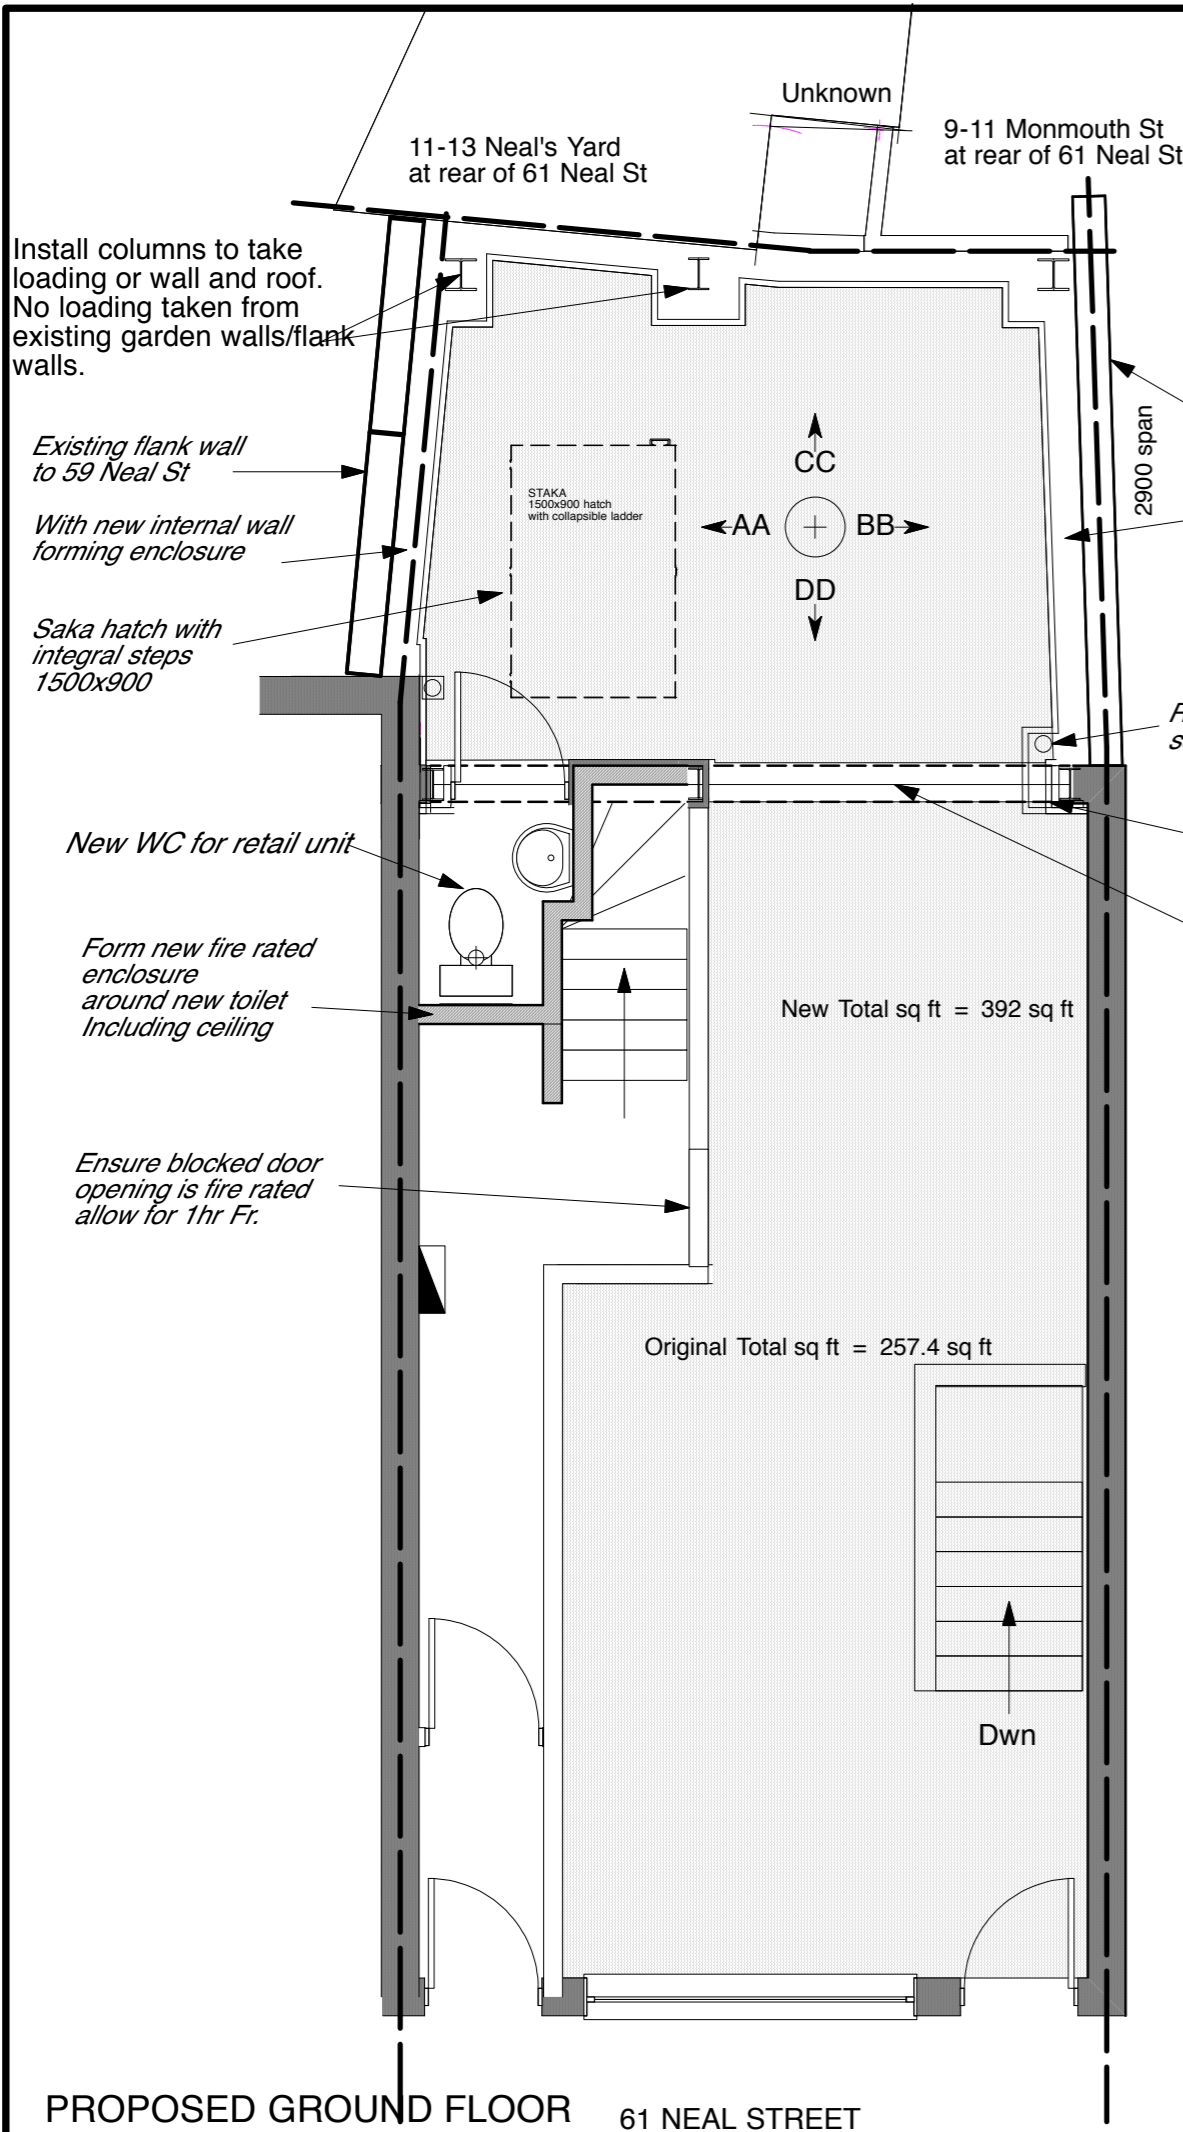 Unknown
11-13 Neal's Yard
at rear of 61 Neal St
9-11 Monmouth St
at rear of 61 Neal St
Install columns to take
loading or wall and roof.
No loading taken from
existing garden walls/flank
walls.
Existing flank wall
to 59 Neal St
With new internal wall
forming enclosure
Saka hatch with
integral steps
1500x900
STAKA
1500x900 hatch
with collapsible ladder
CC
AA
BB
DD
2900 span
New WC for retail unit
Form new fire rated
enclosure
around new toilet
Including ceiling
New Total sq ft = 392 sq ft
Ensure blocked door
opening is fire rated
allow for 1hr Fr.
Original Total sq ft = 257.4 sq ft
Dwn
PROPOSED GROUND FLOOR
61 NEAL STREET